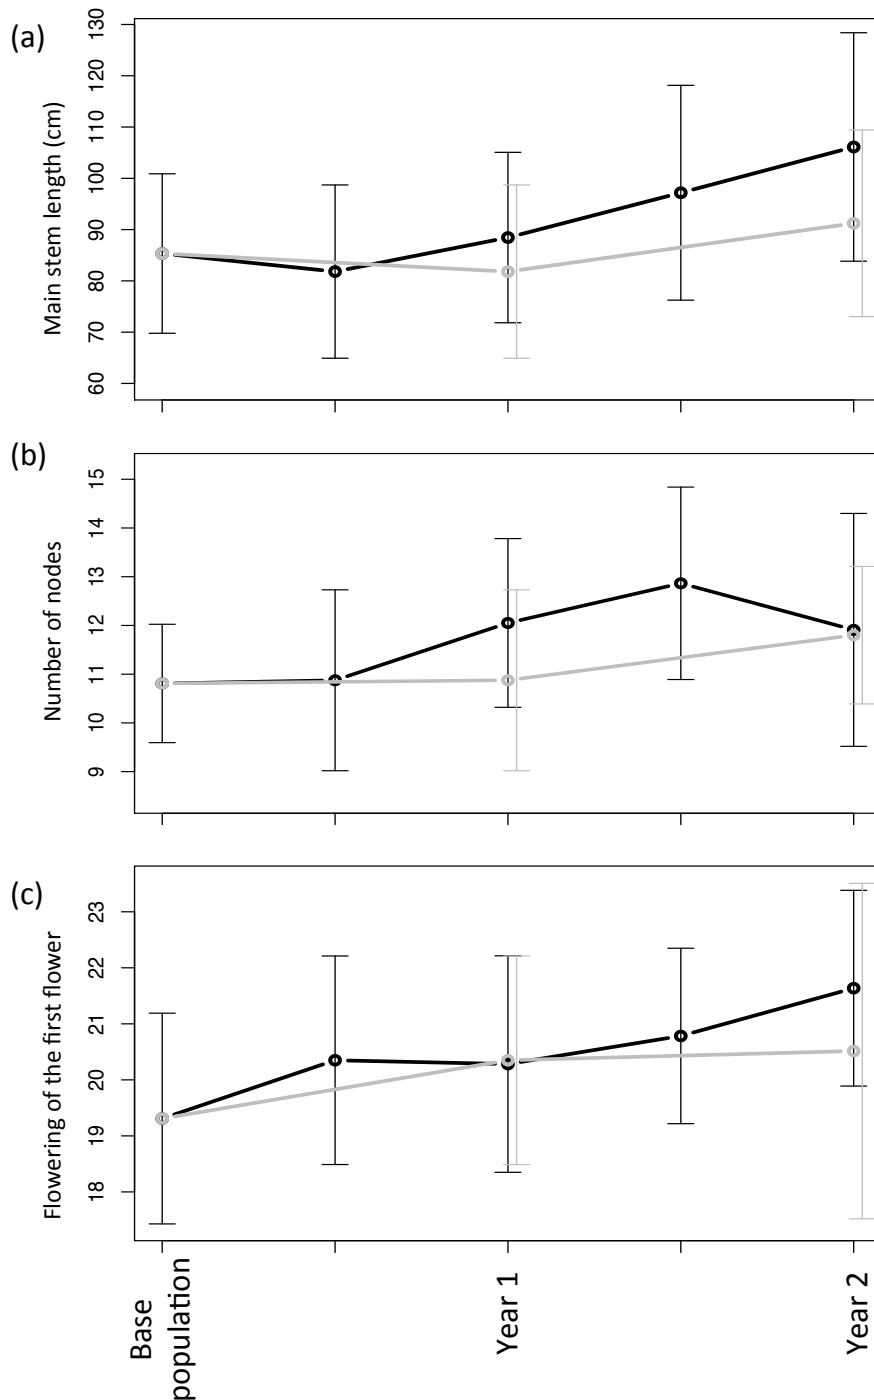 (a)
Main stem length (cm)
130
120
110
100
90
80
70
60
(b)
Number of nodes
15
14
13
12
11
10
9
(c)
Flowering of the first flower
23
22
21
20
19
18
Base
population
Year 1
Year 2